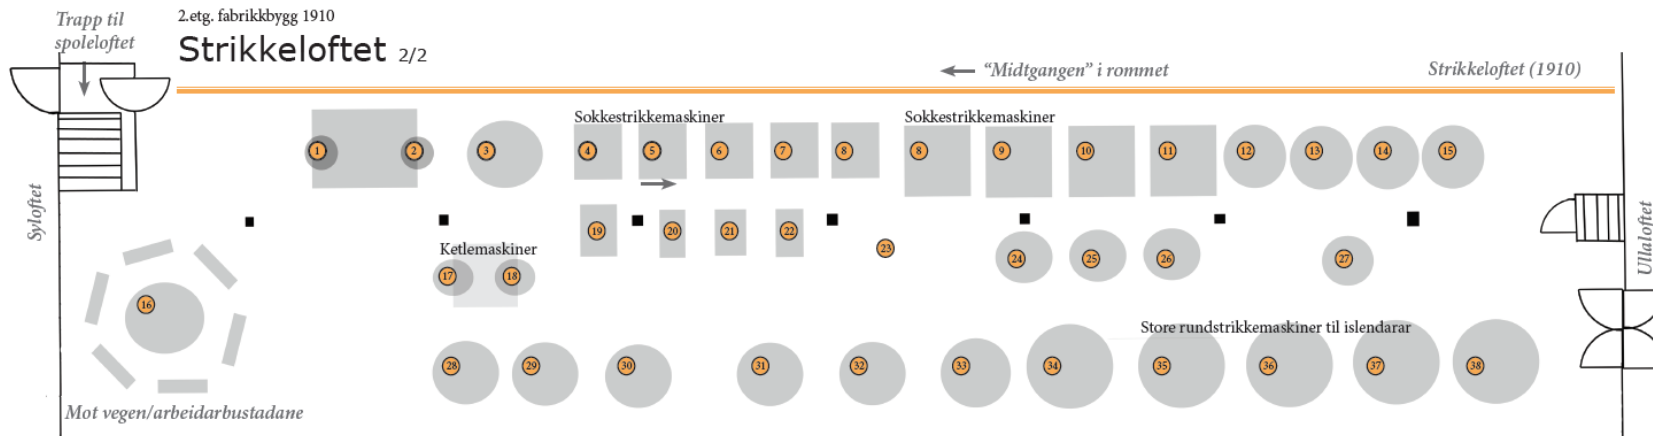 Trapp til
spoleloftet
2.etg. fabrikkbygg 1910
Strikkeloftet 2/2
“Midtgangen” i rommet
Strikkeloftet (1910)
Sokkestrikkemaskiner
Sokkestrikkemaskiner
1 2 3 4 5 6 7 8 8 9 10 11 12 13 14 15
Syloftet
Ullaloftet
19 20 21 22 23 24 25 26 27
Ketlemaskiner
17 18
16
Store rundstrikkemaskiner til islendarar
28 29 30 31 32 33 34 35 36 37 38
Mot vegen/arbeidarbustadane